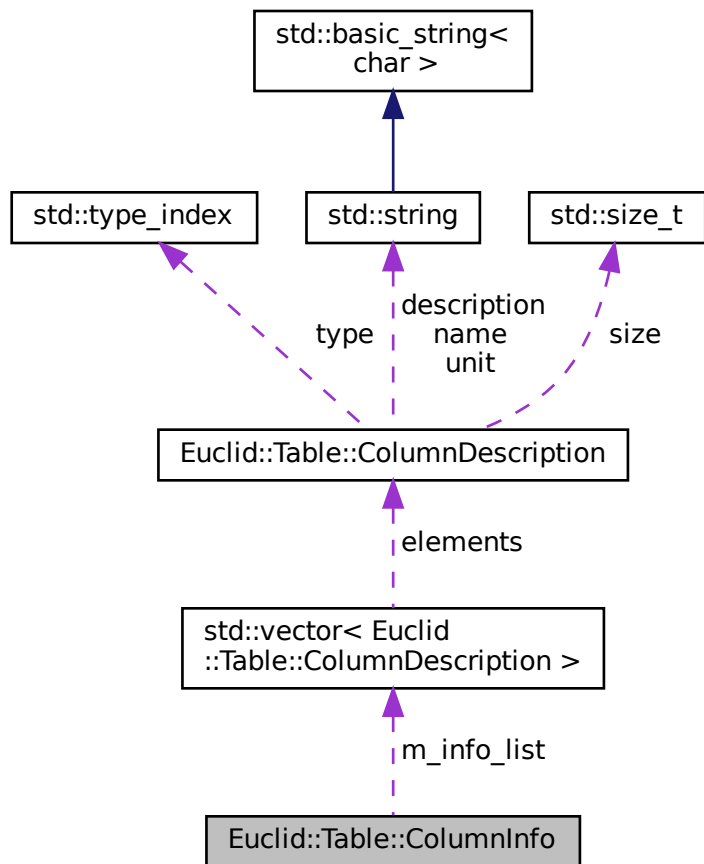 std::basic_string<
char >
std::type_index
std::string
std::size_t
type
description
name
unit
size
Euclid::Table::ColumnDescription
elements
std::vector< Euclid
::Table::ColumnDescription >
m_info_list
Euclid::Table::ColumnInfo